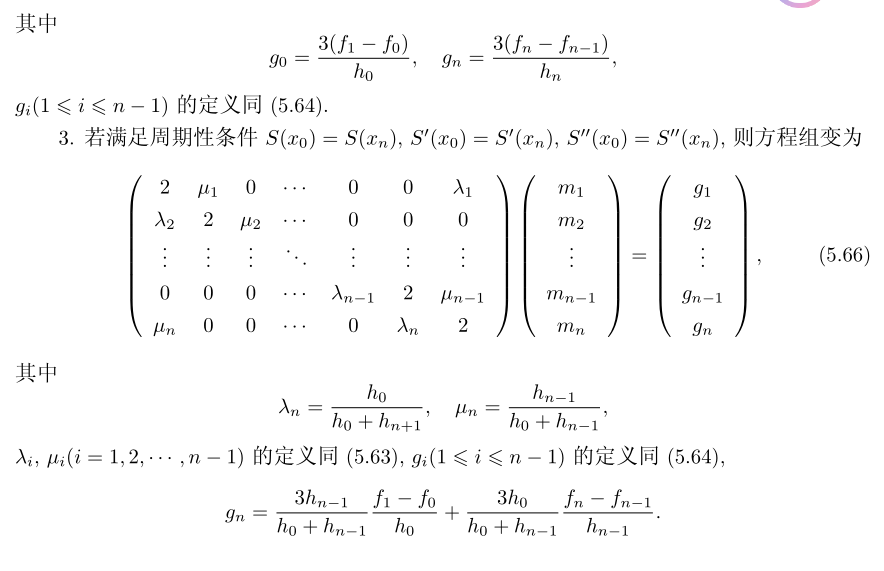 其中
$g_0 = \frac{3(f_1 - f_0)}{h_0}, \quad g_n = \frac{3(f_n - f_{n-1})}{h_n},$
$g_i(1 \leqslant i \leqslant n-1)$ 的定义同 (5.64).
3. 若满足周期性条件 $S(x_0) = S(x_n)$, $S'(x_0) = S'(x_n)$, $S''(x_0) = S''(x_n)$, 则方程组变为
$\begin{pmatrix} 2 & \mu_1 & 0 & \cdots & 0 & 0 & \lambda_1 \\ \lambda_2 & 2 & \mu_2 & \cdots & 0 & 0 & 0 \\ \vdots & \vdots & \vdots & \ddots & \vdots & \vdots & \vdots \\ 0 & 0 & 0 & \cdots & \lambda_{n-1} & 2 & \mu_{n-1} \\ \mu_n & 0 & 0 & \cdots & 0 & \lambda_n & 2 \end{pmatrix} \begin{pmatrix} m_1 \\ m_2 \\ \vdots \\ m_{n-1} \\ m_n \end{pmatrix} = \begin{pmatrix} g_1 \\ g_2 \\ \vdots \\ g_{n-1} \\ g_n \end{pmatrix}, \quad (5.66)$
其中
$\lambda_n = \frac{h_0}{h_0 + h_{n+1}}, \quad \mu_n = \frac{h_{n-1}}{h_0 + h_{n-1}},$
$\lambda_i, \mu_i(i = 1, 2, \cdots, n-1)$ 的定义同 (5.63), $g_i(1 \leqslant i \leqslant n-1)$ 的定义同 (5.64),
$g_n = \frac{3h_{n-1}}{h_0 + h_{n-1}} \frac{f_1 - f_0}{h_0} + \frac{3h_0}{h_0 + h_{n-1}} \frac{f_n - f_{n-1}}{h_{n-1}}.$